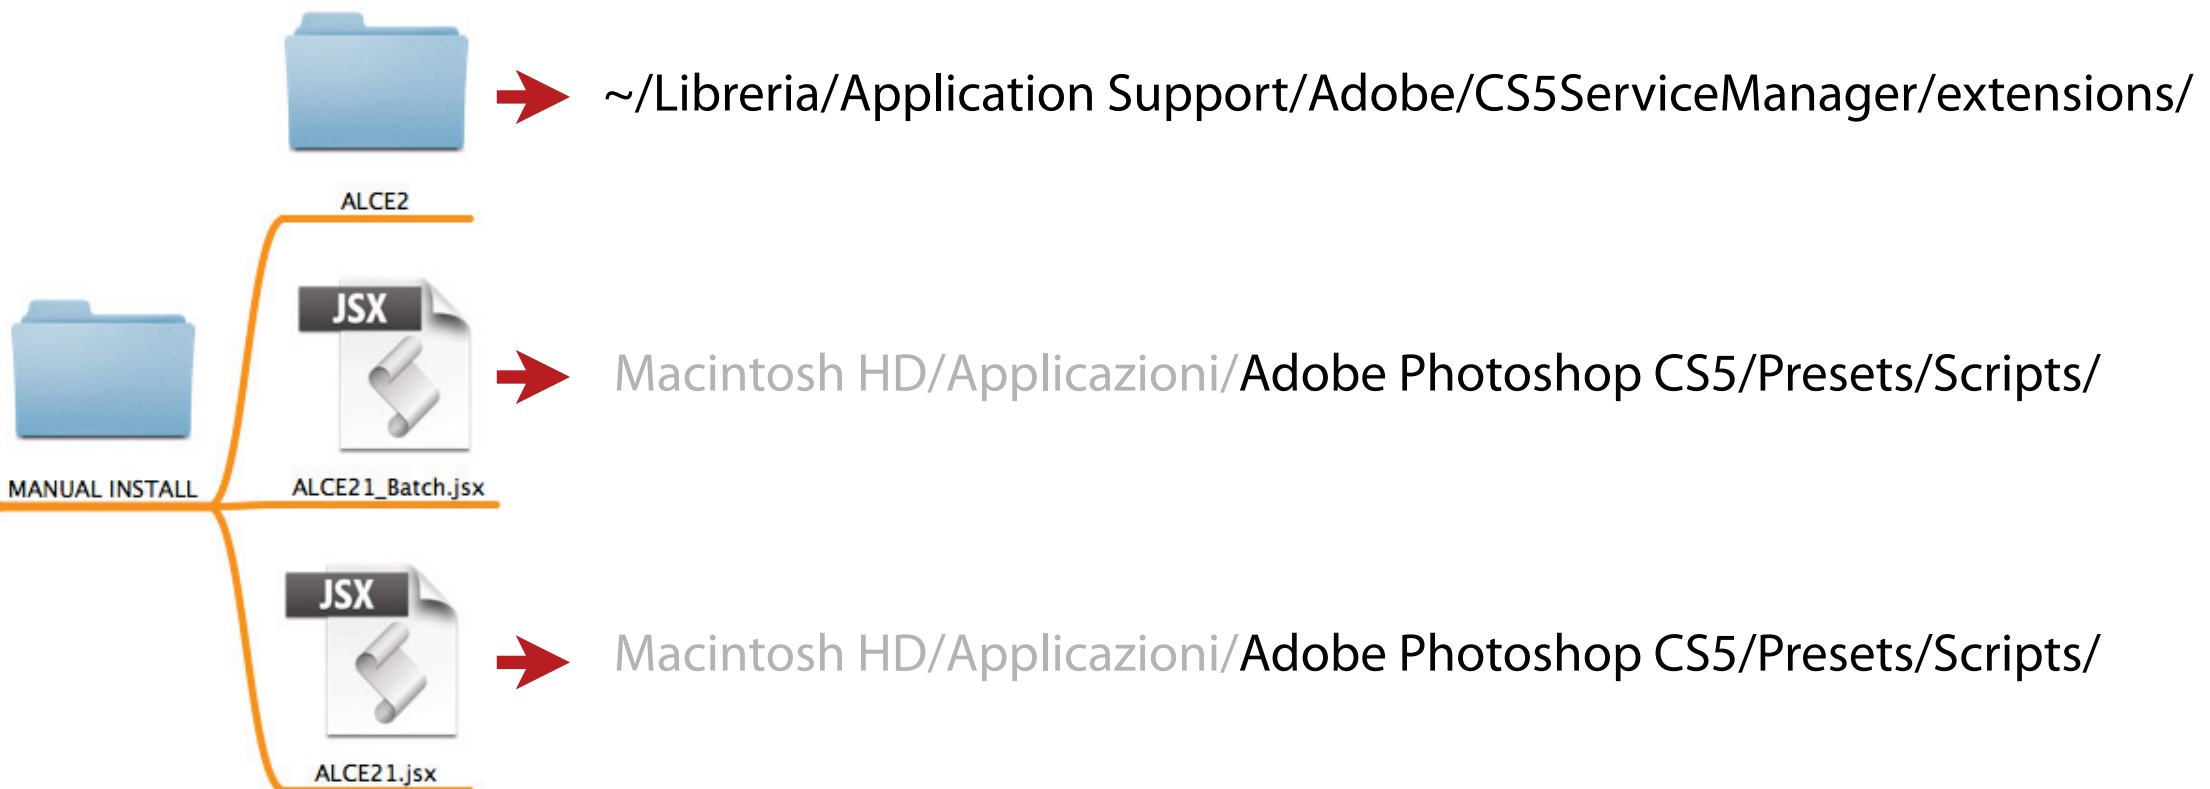 ~/Libreria/Application Support/Adobe/CS5ServiceManager/extensions/
ALCE2
JSX
Macintosh HD/Applicazioni/Adobe Photoshop CS5/Presets/Scripts/
MANUAL INSTALL
ALCE21_Batch.jsx
JSX
Macintosh HD/Applicazioni/Adobe Photoshop CS5/Presets/Scripts/
ALCE21.jsx